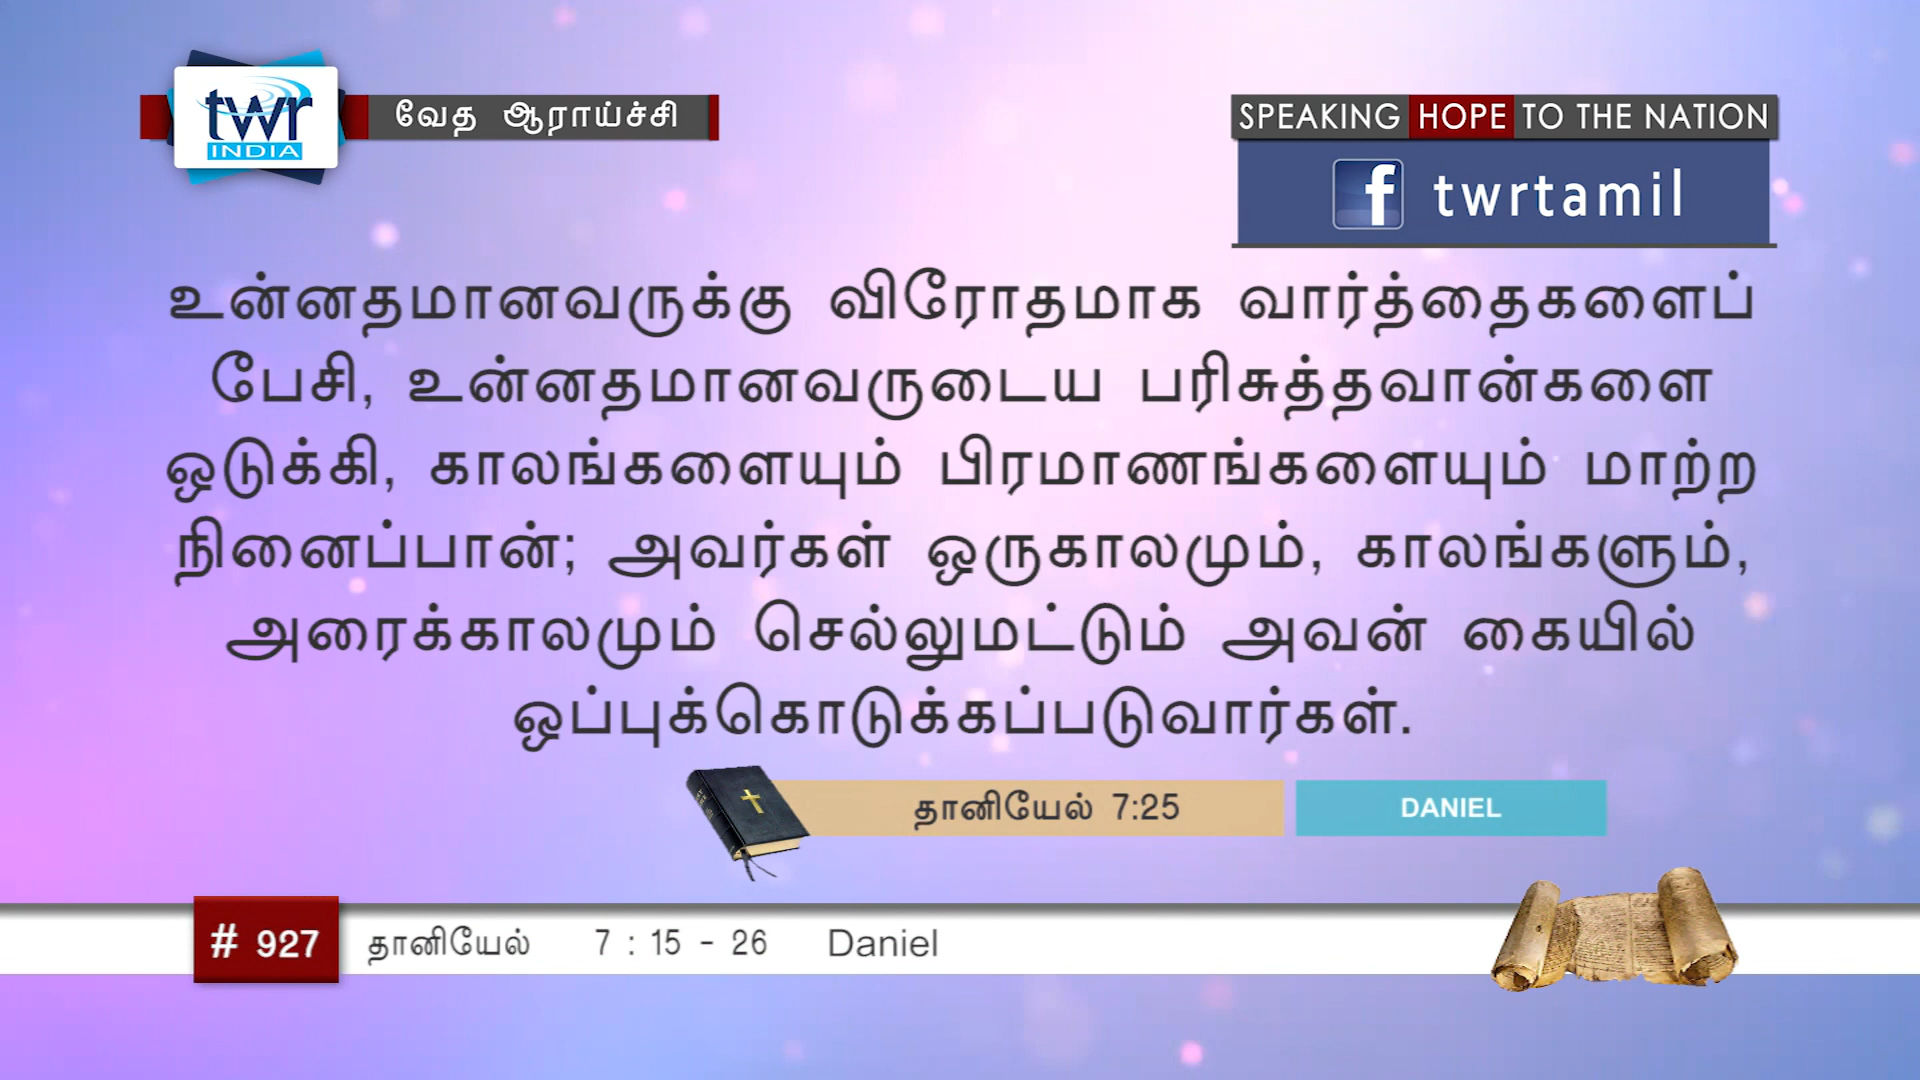 twr
INDIA
வேத ஆராய்ச்சி
SPEAKING HOPE TO THE NATION
f twrtamil
உன்னதமானவருக்கு விரோதமாக வார்த்தைகளைப்
பேசி, உன்னதமானவருடைய பரிசுத்தவான்களை
ஒடுக்கி, காலங்களையும் பிரமாணங்களையும் மாற்ற
நினைப்பான்; அவர்கள் ஒருகாலமும், காலங்களும்,
அரைக்காலமும் செல்லுமட்டும் அவன் கையில்
ஒப்புக்கொடுக்கப்படுவார்கள்.
தானியேல் 7:25 DANIEL
# 927 தானியேல் 7 : 15 - 26 Daniel